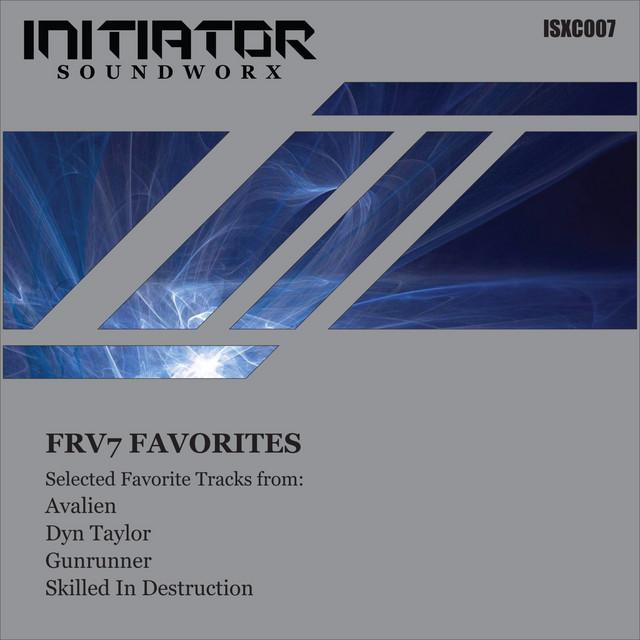 INITIATOR
SOUNDWORX
ISXC007
FRV7 FAVORITES
Selected Favorite Tracks from:
Avalien
Dyn Taylor
Gunrunner
Skilled In Destruction